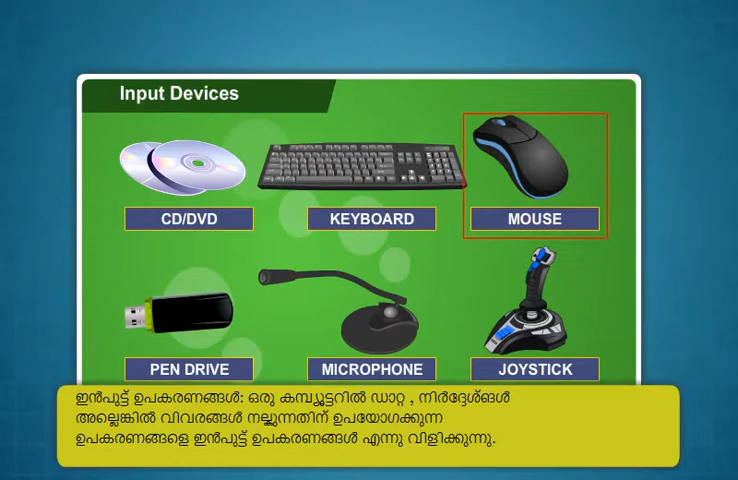 Input Devices
CD/DVD
KEYBOARD
MOUSE
PEN DRIVE
MICROPHONE
JOYSTICK
ഇൻപുട്ട് ഉപകരണങ്ങൾ: ഒരു കമ്പ്യൂട്ടറിൽ ഡാറ്റ , നിർദ്ദേശ്ങൾ
അല്ലെങ്കിൽ വിവരങ്ങൾ നല്കുന്നതിന് ഉപയോഗക്കുന്ന
ഉപകരണങ്ങളെ ഇൻപുട്ട് ഉപകരണങ്ങൾ എന്നു വിളിക്കുന്നു.